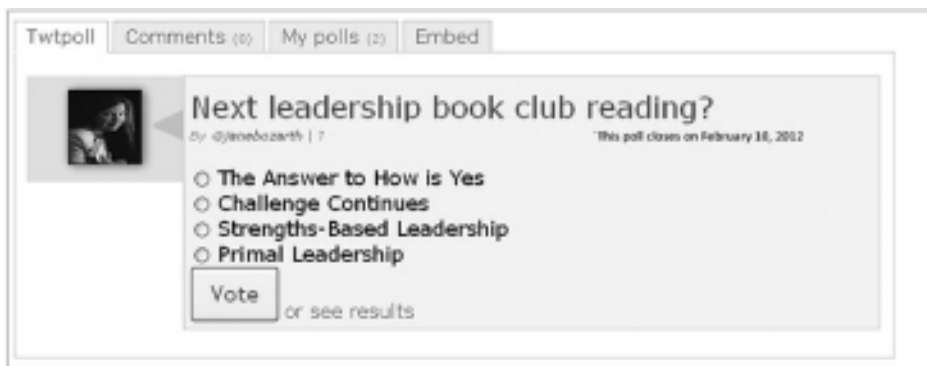 Twtpoll Comments (0) My polls (2) Embed
Next leadership book club reading?
By @janebozarth | 1
*This poll closes on February 10, 2012
The Answer to How is Yes
Challenge Continues
Strengths-Based Leadership
Primal Leadership
Vote or see results